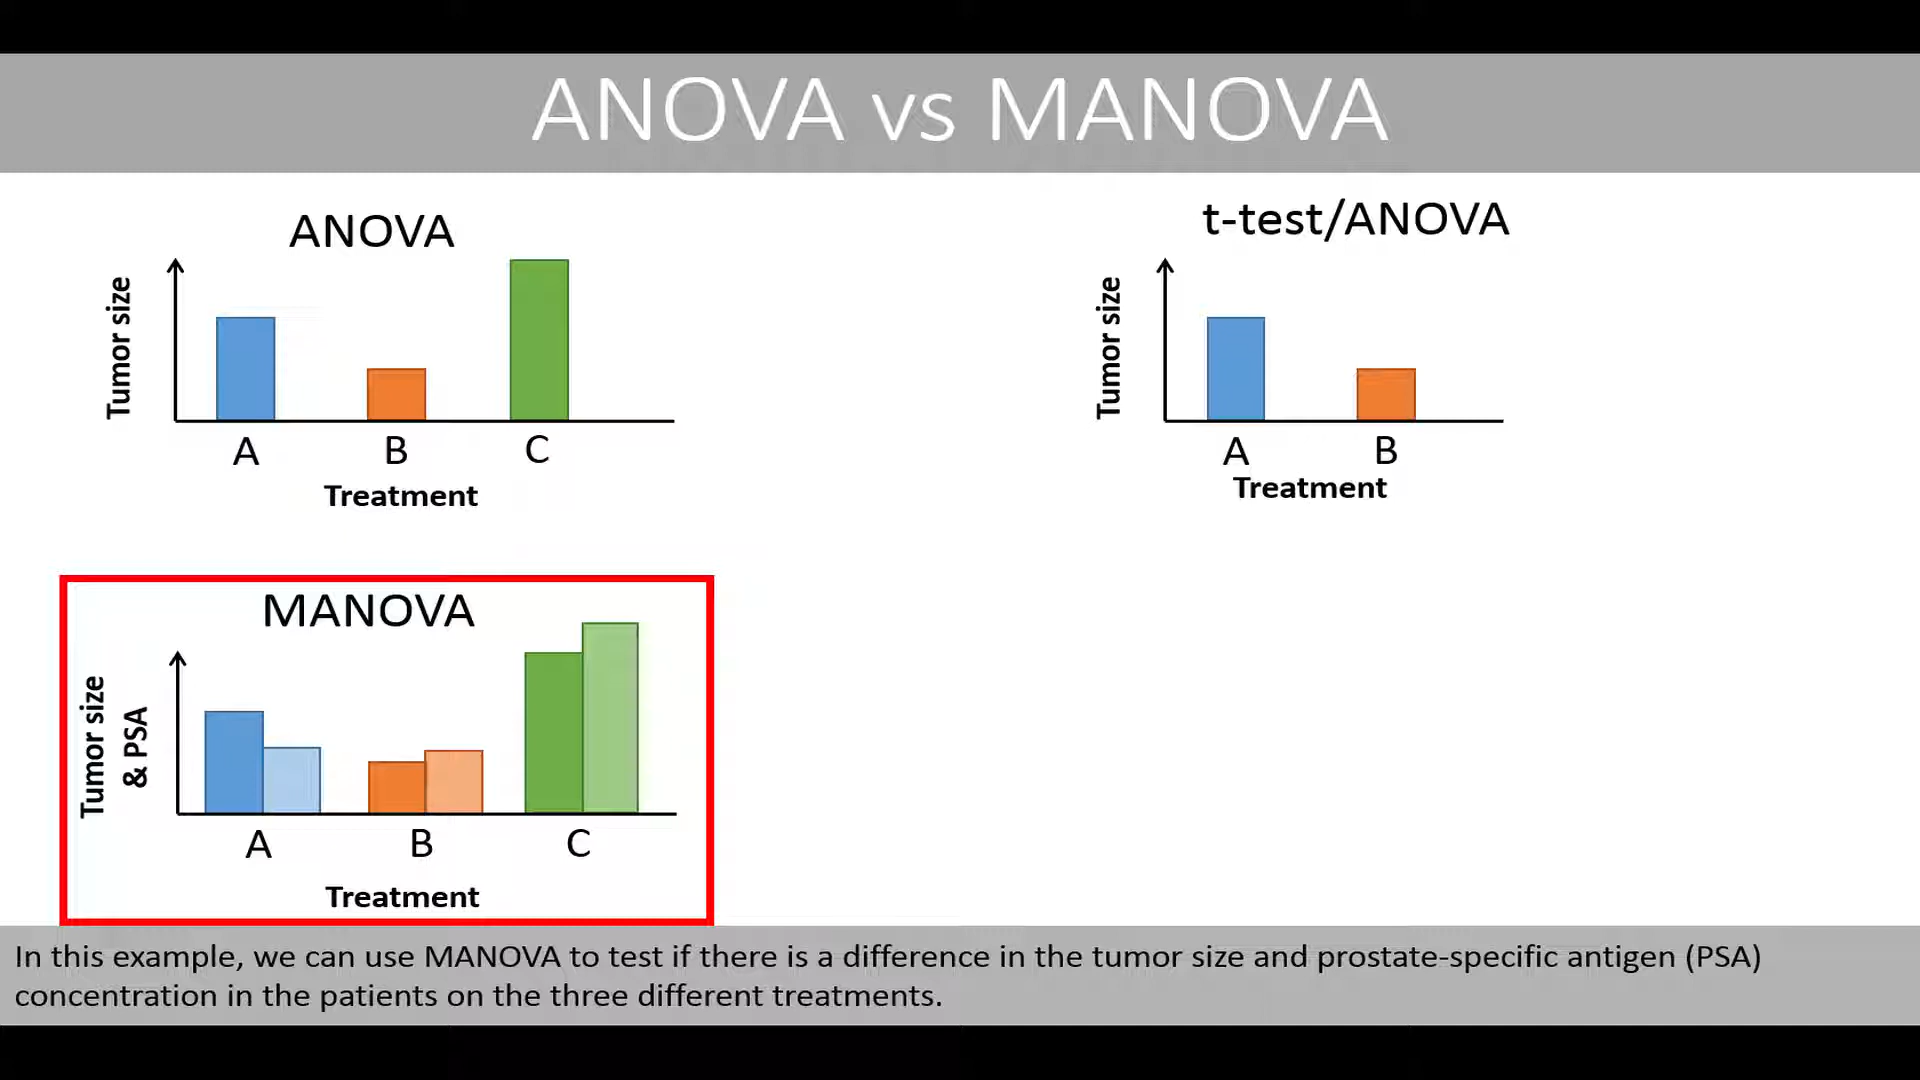 ANOVA vs MANOVA
ANOVA
Tumor size
A B C
Treatment
t-test/ANOVA
Tumor size
A B
Treatment
MANOVA
Tumor size
& PSA
A B C
Treatment
In this example, we can use MANOVA to test if there is a difference in the tumor size and prostate-specific antigen (PSA)
concentration in the patients on the three different treatments.